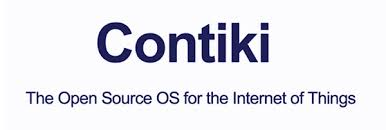 Contiki
The Open Source OS for the Internet of Things